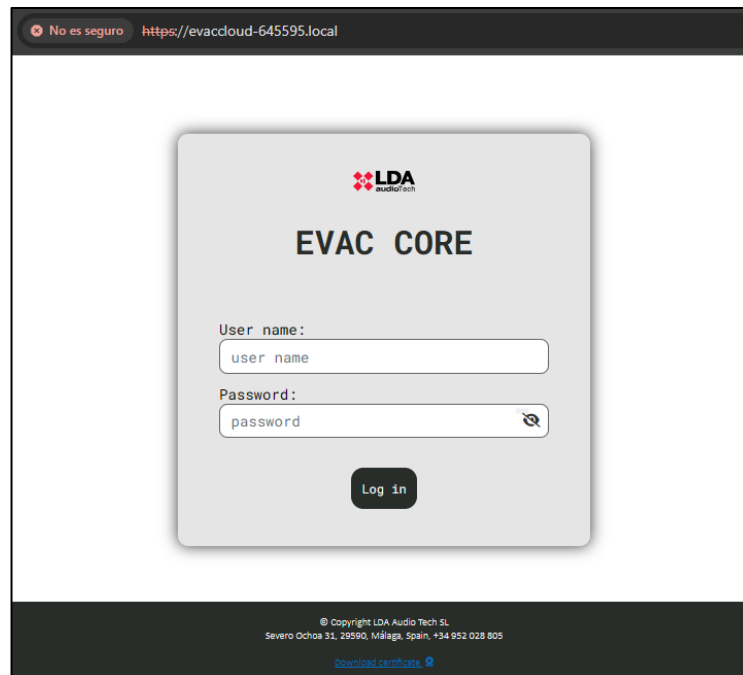 No es seguro https://evaccloud-645595.local
LDA
audioTech
EVAC CORE
User name:
user name
Password:
password
Log in
© Copyright LDA Audio Tech SL
Severo Ochoa 31, 29590, Málaga, Spain, +34 952 028 805
Download certificate